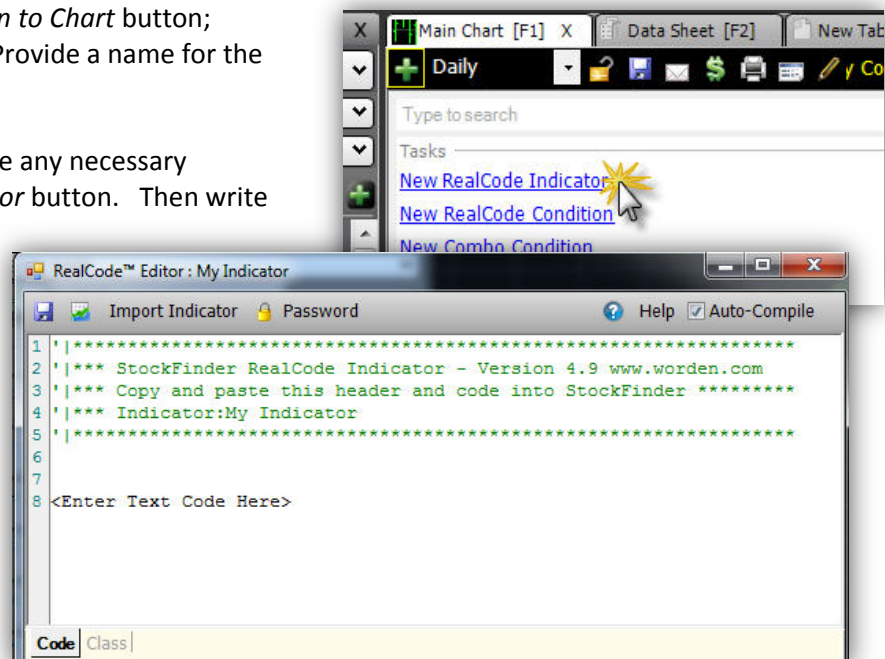 n to Chart button;
Provide a name for the
e any necessary
or button. Then write
X
Main Chart [F1] X
Data Sheet [F2]
New Tab
Daily
$
y Co
Type to search
Tasks
New RealCode Indicator
New RealCode Condition
New Combo Condition
RealCode™ Editor : My Indicator
Import Indicator
Password
Help
Auto-Compile
1 '|******************************************************************
2 '|*** StockFinder RealCode Indicator - Version 4.9 www.worden.com
3 '|*** Copy and paste this header and code into StockFinder *********
4 '|*** Indicator:My Indicator
5 '|******************************************************************
6
7
8 <Enter Text Code Here>
Code Class